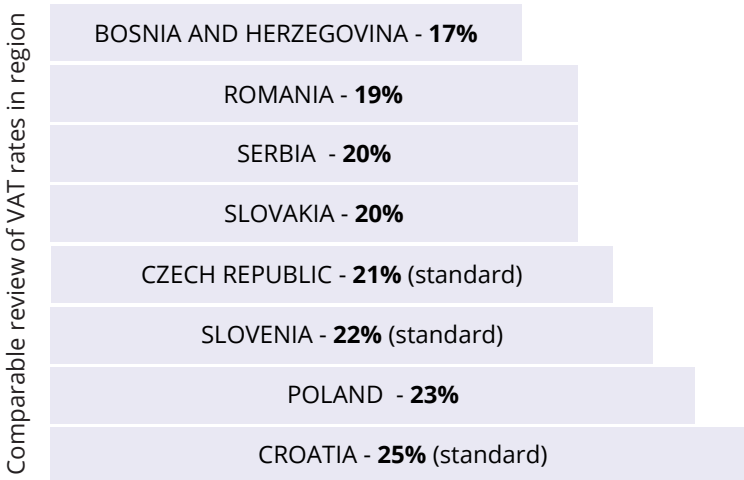 Comparable review of VAT rates in region
BOSNIA AND HERZEGOVINA - 17%
ROMANIA - 19%
SERBIA - 20%
SLOVAKIA - 20%
CZECH REPUBLIC - 21% (standard)
SLOVENIA - 22% (standard)
POLAND - 23%
CROATIA - 25% (standard)